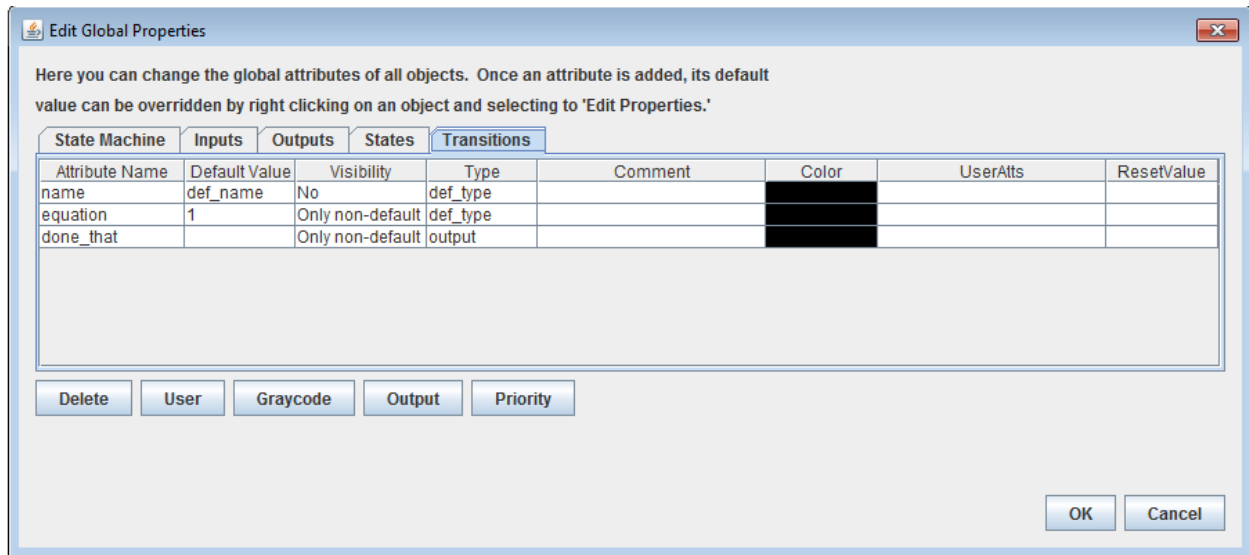 Edit Global Properties
Here you can change the global attributes of all objects. Once an attribute is added, its default
value can be overridden by right clicking on an object and selecting to 'Edit Properties.'
State Machine Inputs Outputs States Transitions
Attribute Name Default Value Visibility Type Comment Color UserAtts ResetValue
name def_name No def_type
equation 1 Only non-default def_type
done_that Only non-default output
Delete User Graycode Output Priority
OK Cancel